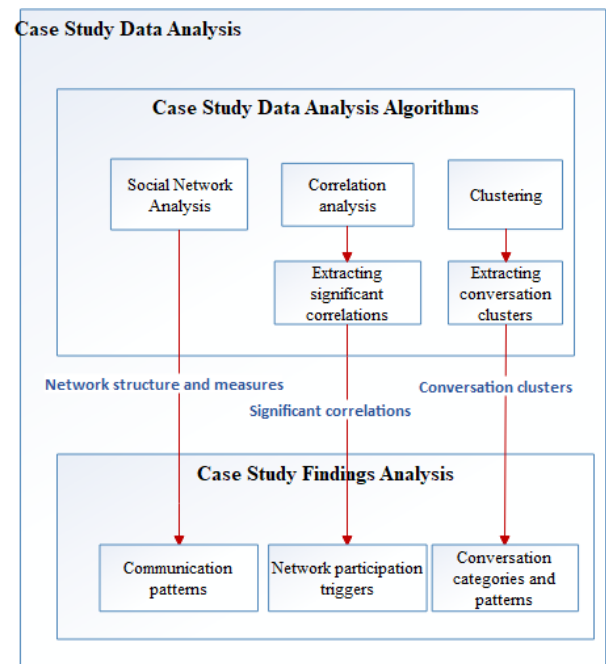 Case Study Data Analysis
Case Study Data Analysis Algorithms
Social Network
Analysis
Correlation
analysis
Clustering
Extracting
significant
correlations
Extracting
conversation
clusters
Network structure and measures
Significant correlations
Conversation clusters
Case Study Findings Analysis
Communication
patterns
Network participation
triggers
Conversation
categories and
patterns